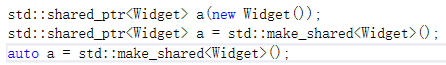 std::shared_ptr<Widget> a(new Widget());
std::shared_ptr<Widget> a = std::make_shared<Widget>();
auto a = std::make_shared<Widget>();